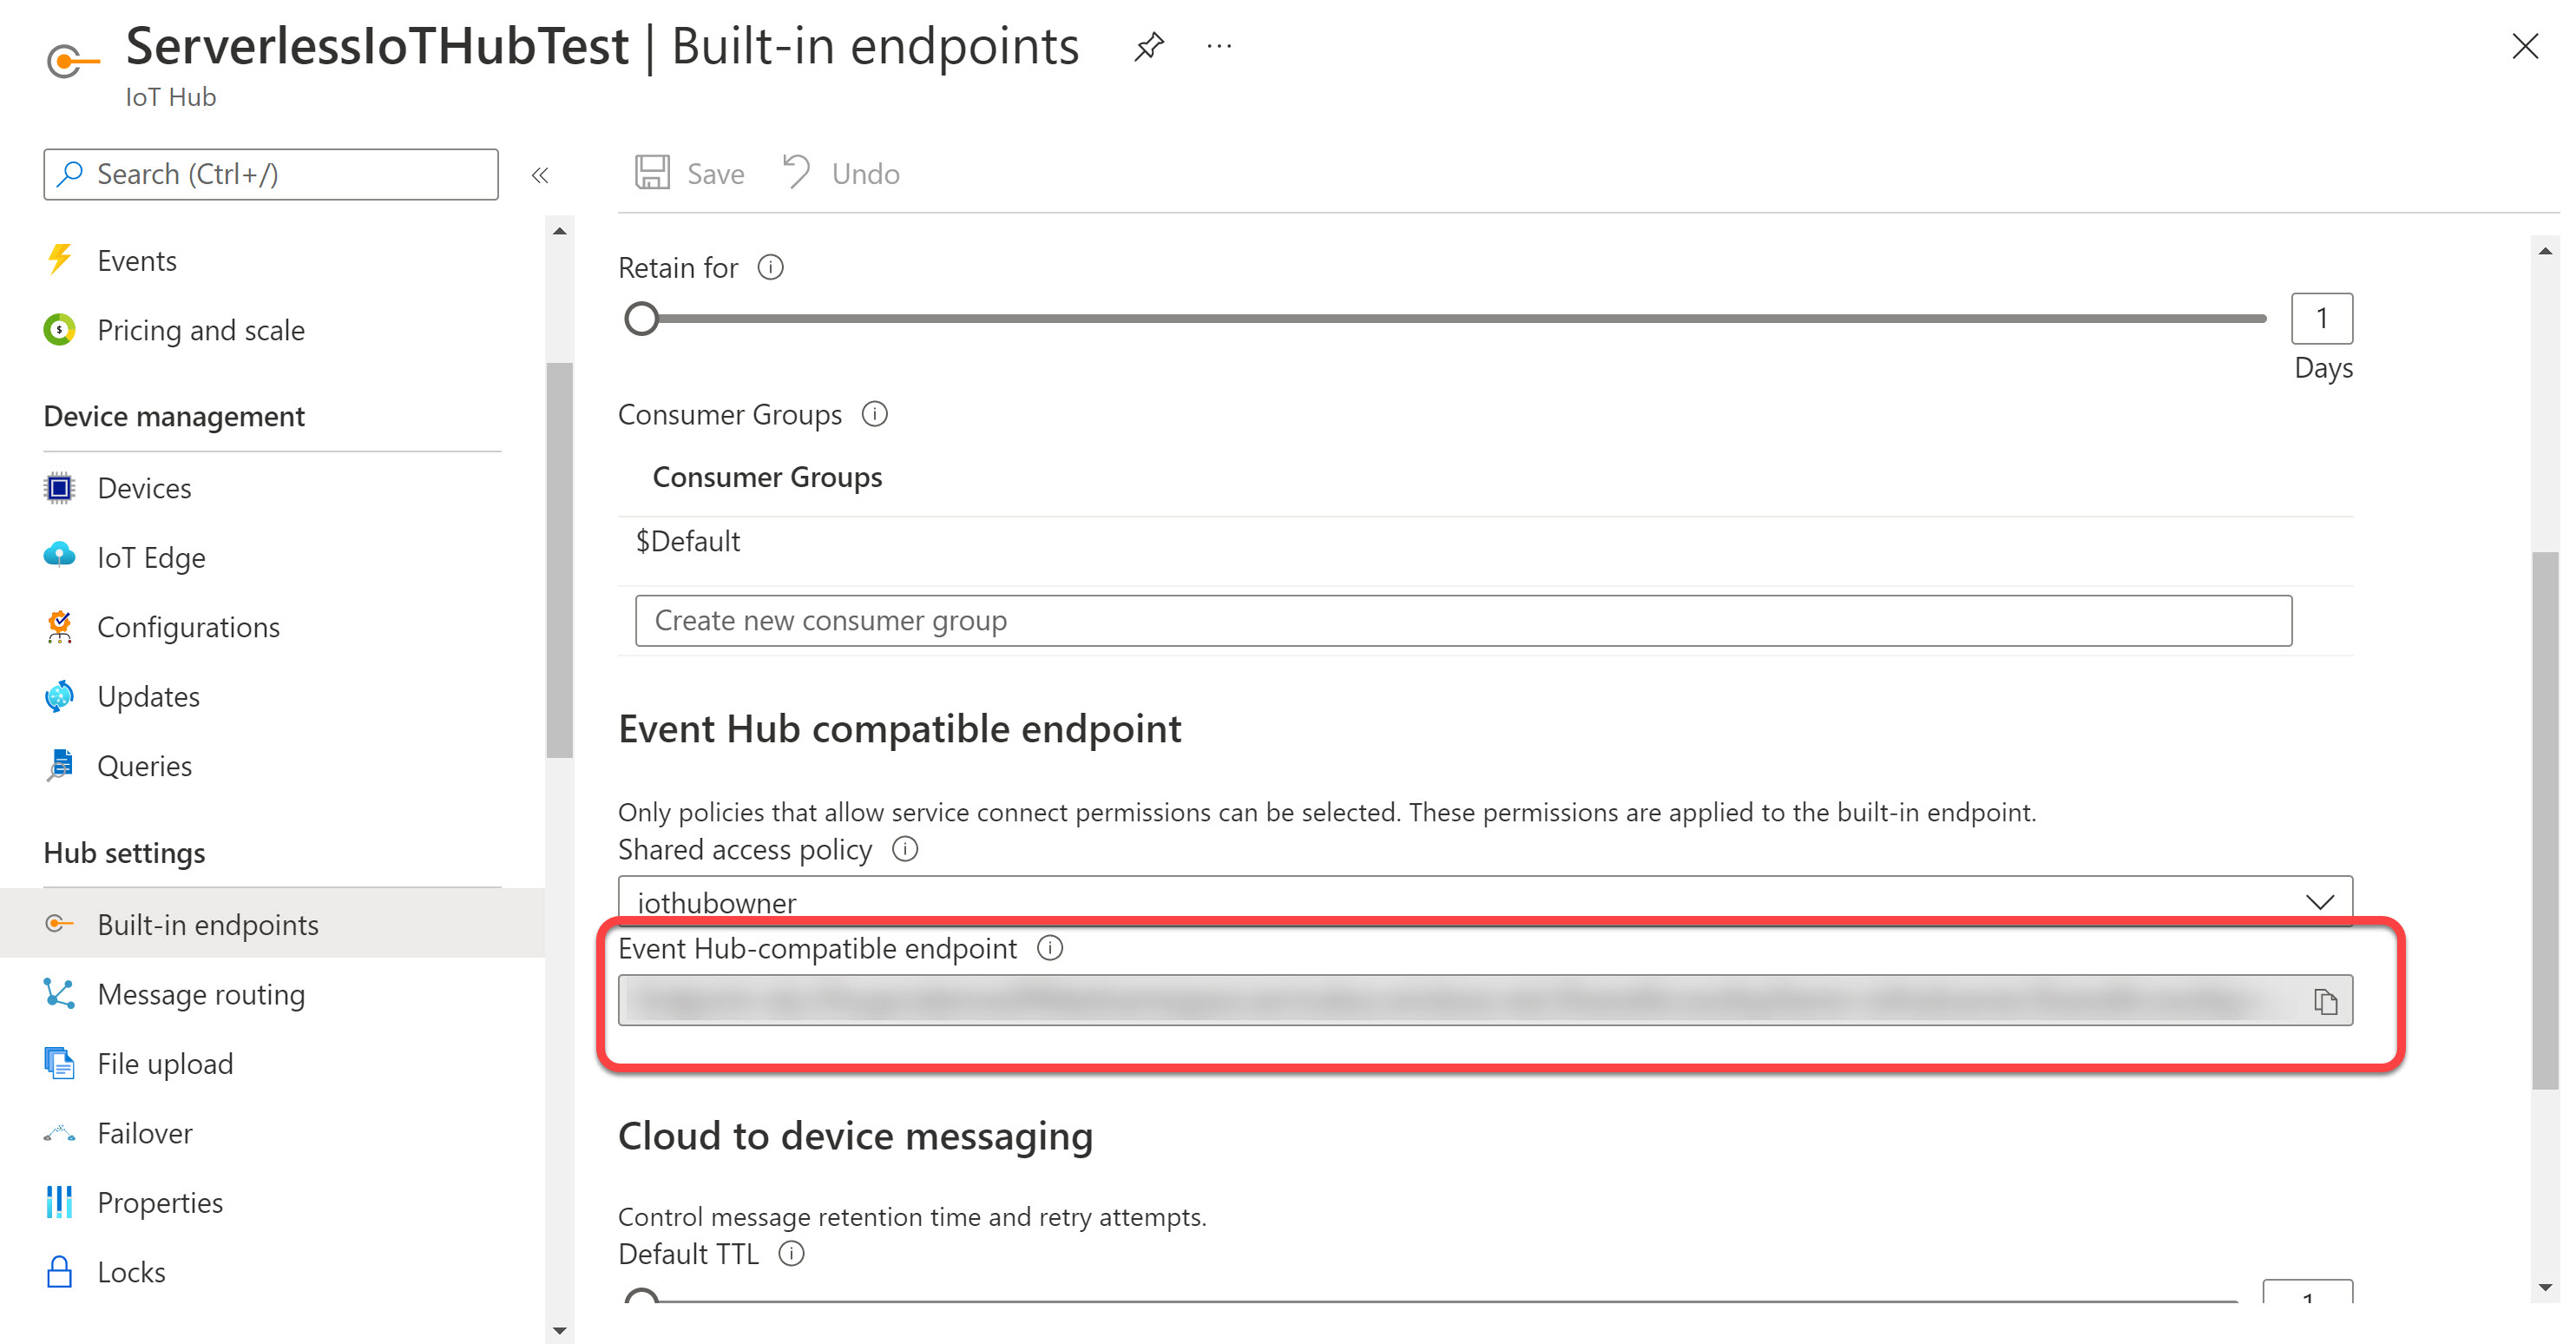 ServerlessIoTHubTest | Built-in endpoints
IoT Hub
Search (Ctrl+/)
Events
Pricing and scale
Device management
Devices
IoT Edge
Configurations
Updates
Queries
Hub settings
Built-in endpoints
Message routing
File upload
Failover
Properties
Locks
Save Undo
Retain for
1
Days
Consumer Groups
Consumer Groups
$Default
Create new consumer group
Event Hub compatible endpoint
Only policies that allow service connect permissions can be selected. These permissions are applied to the built-in endpoint.
Shared access policy
iothubowner
Event Hub-compatible endpoint
Cloud to device messaging
Control message retention time and retry attempts.
Default TTL
1